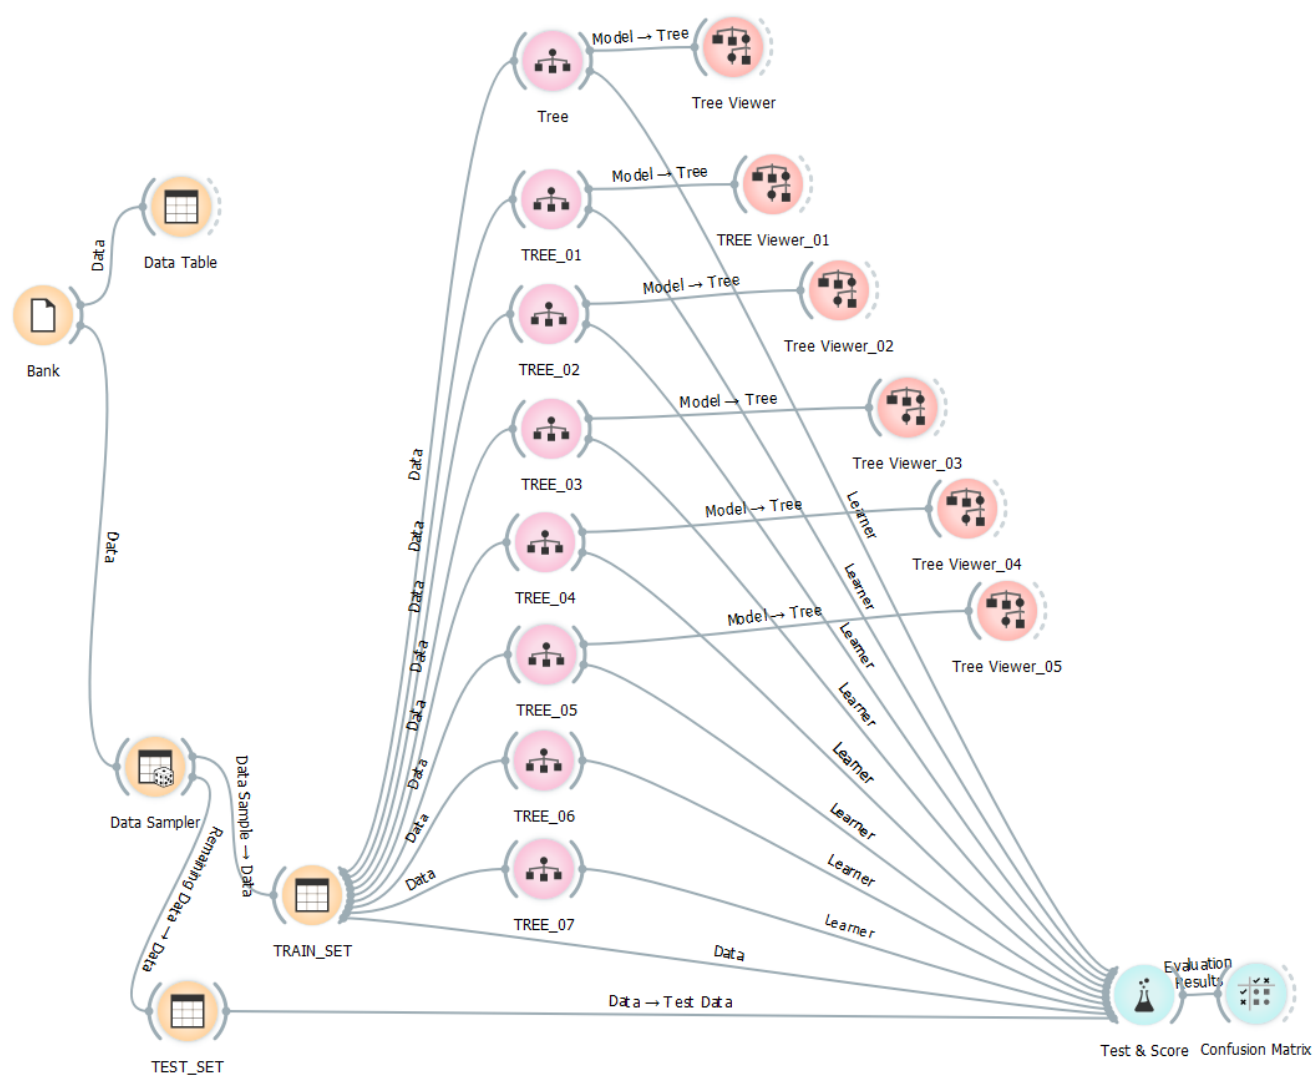 Model → Tree
Tree Viewer
Tree
Model → Tree
TREE Viewer_01
TREE_01
Data
Data Table
Model → Tree
Tree Viewer_02
TREE_02
Bank
Model → Tree
Tree Viewer_03
TREE_03
Model → Tree
Tree Viewer_04
TREE_04
Model → Tree
Tree Viewer_05
TREE_05
Data
Data
Data
Data
Data
Data
Data
Data
Data
Learner
Learner
Learner
Learner
Learner
Learner
Learner
Learner
TREE_06
TREE_07
Data Sampler
Data Sample → Data
Remaining Data → Data
TRAIN_SET
Data
Data → Test Data
TEST_SET
Evaluation
Results
Test & Score
Confusion Matrix